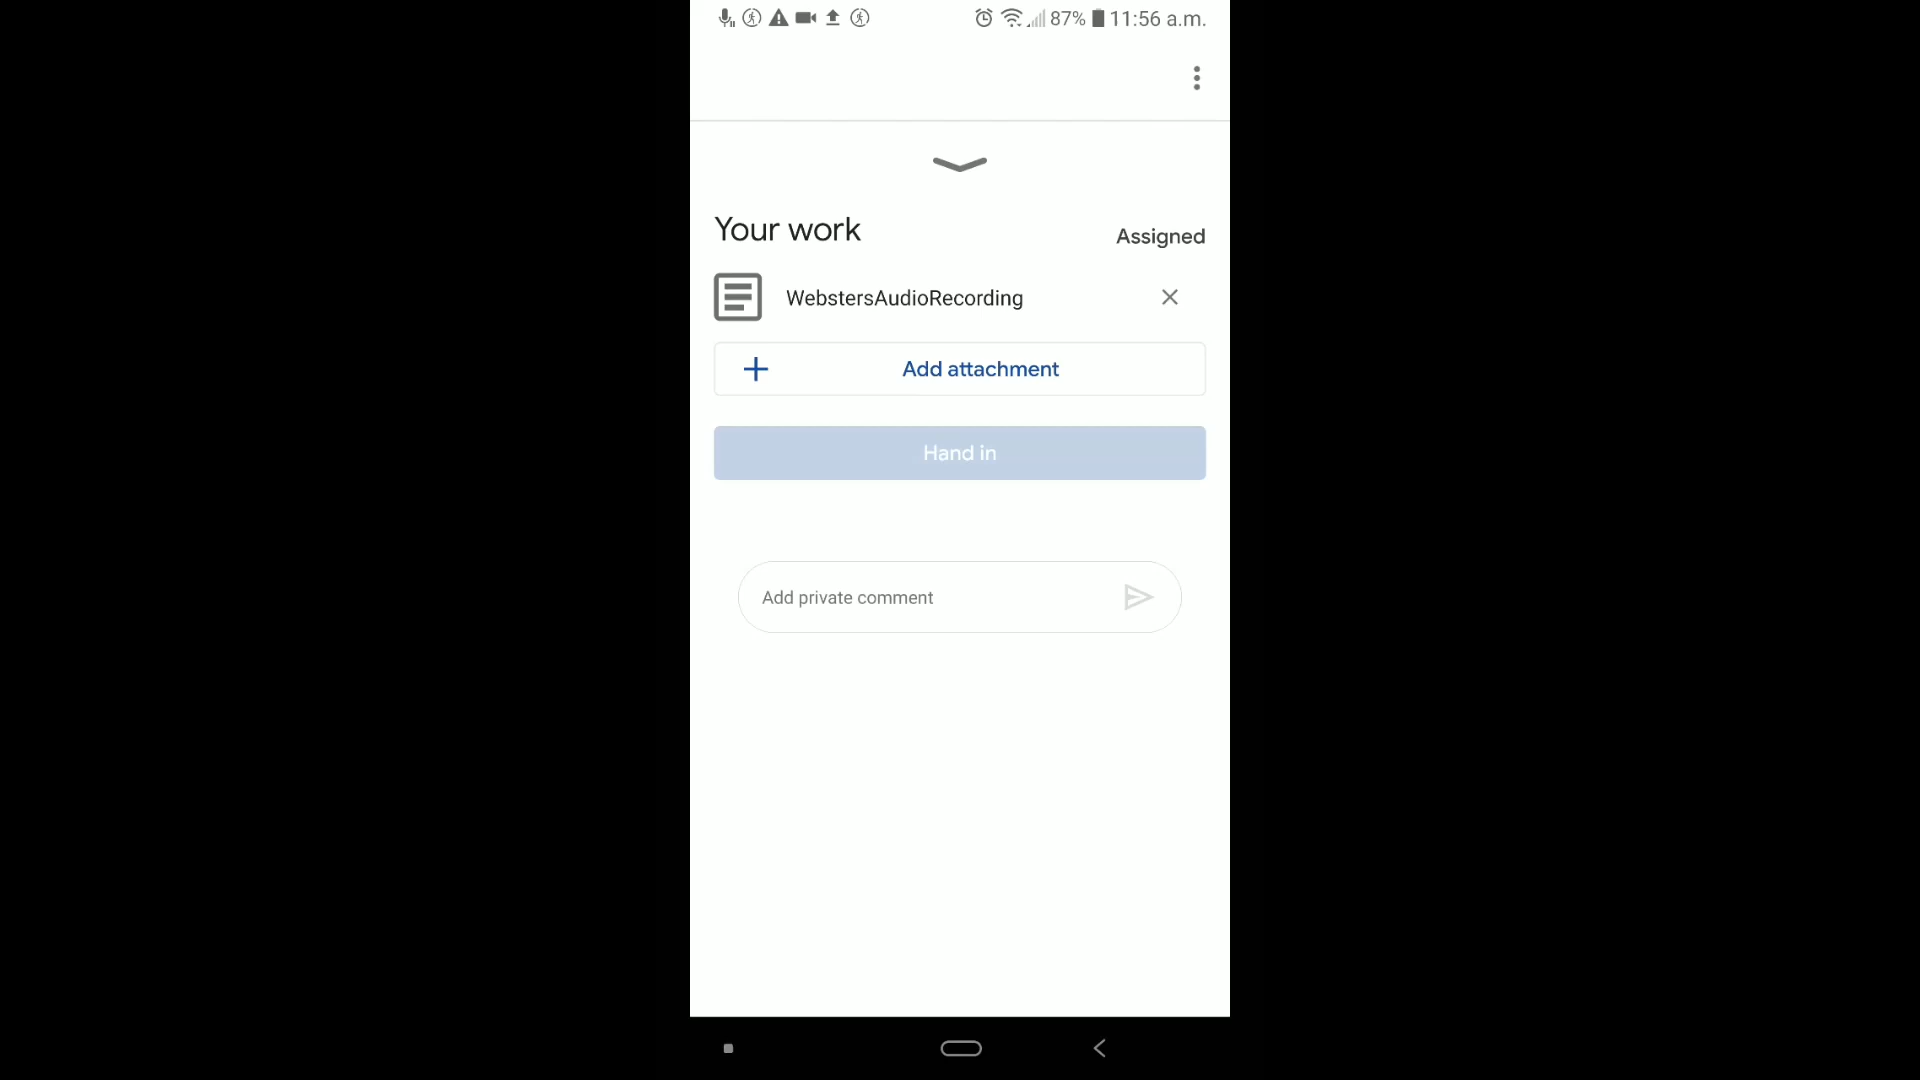 87% 11:56 a.m.
Your work
Assigned
WebstersAudioRecording
Add attachment
Hand in
Add private comment